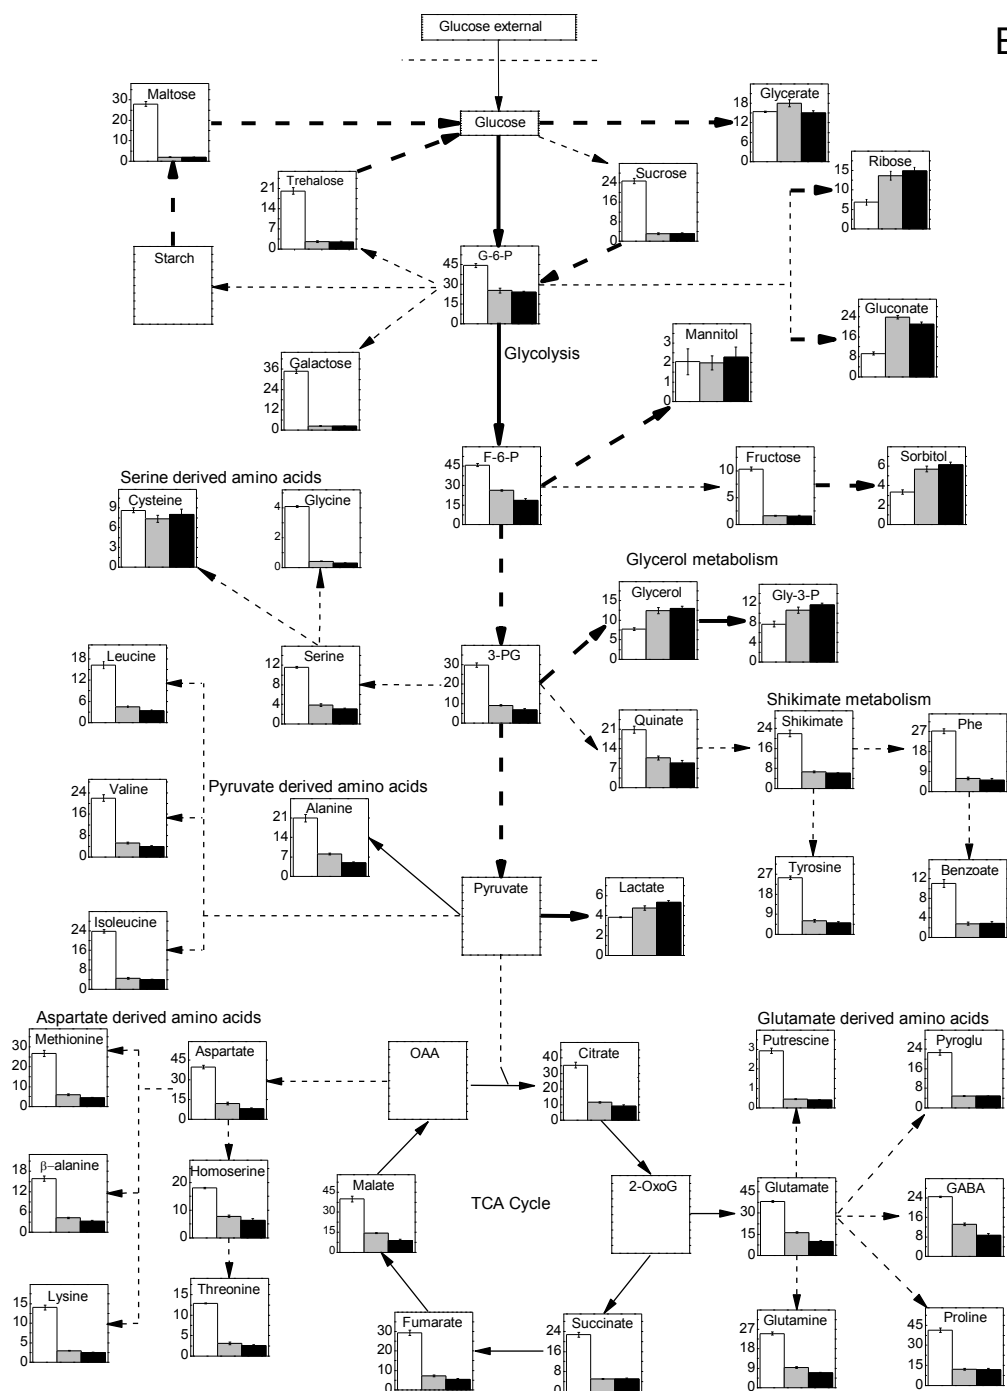 Glucose external
E
Maltose
30
20
10
0
Glucose
Glycerate
18
12
6
0
Trehalose
21
14
7
0
Sucrose
24
16
8
0
Ribose
15
10
5
0
Starch
G-6-P
45
30
15
0
Gluconate
24
16
8
0
Mannitol
3
2
1
0
Glycolysis
Galactose
36
24
12
0
F-6-P
45
30
15
0
Fructose
10
5
0
Sorbitol
6
4
2
0
Serine derived amino acids
Cysteine
9
6
3
0
Glycine
4
2
0
Glycerol metabolism
Glycerol
15
10
5
0
Gly-3-P
12
8
4
0
Leucine
18
12
6
0
Serine
12
8
4
0
3-PG
30
20
10
0
Shikimate metabolism
Quinate
21
14
7
0
Shikimate
24
16
8
0
Phe
27
18
9
0
Pyruvate derived amino acids
Valine
24
16
8
0
Alanine
21
14
7
0
Tyrosine
27
18
9
0
Benzoate
12
8
4
0
Pyruvate
Lactate
6
4
2
0
Isoleucine
24
16
8
0
Aspartate derived amino acids
Glutamate derived amino acids
Methionine
30
20
10
0
Aspartate
45
30
15
0
OAA
Citrate
40
30
20
10
0
Putrescine
3
2
1
0
Pyroglu
24
16
8
0
β-alanine
18
12
6
0
Homoserine
20
10
0
Malate
45
30
15
0
TCA Cycle
2-OxoG
Glutamate
45
30
15
0
GABA
24
16
8
0
Lysine
15
10
5
0
Threonine
15
10
5
0
Fumarate
30
20
10
0
Succinate
24
16
8
0
Glutamine
27
18
9
0
Proline
45
30
15
0